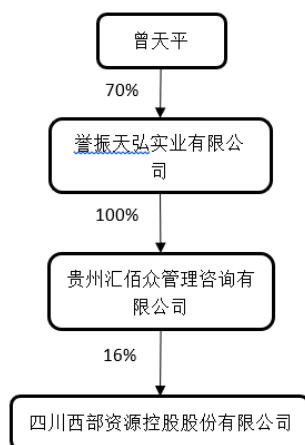 曾天平
70%
誉振天弘实业有限公
司
100%
贵州汇佰众管理咨询有
限公司
16%
四川西部资源控股股份有限公司